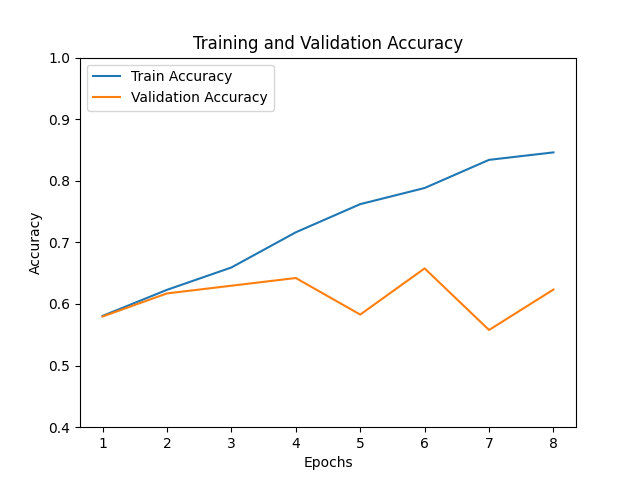 Training and Validation Accuracy
Train Accuracy
Validation Accuracy
1.0
0.9
0.8
0.7
0.6
0.5
0.4
Accuracy
1 2 3 4 5 6 7 8
Epochs